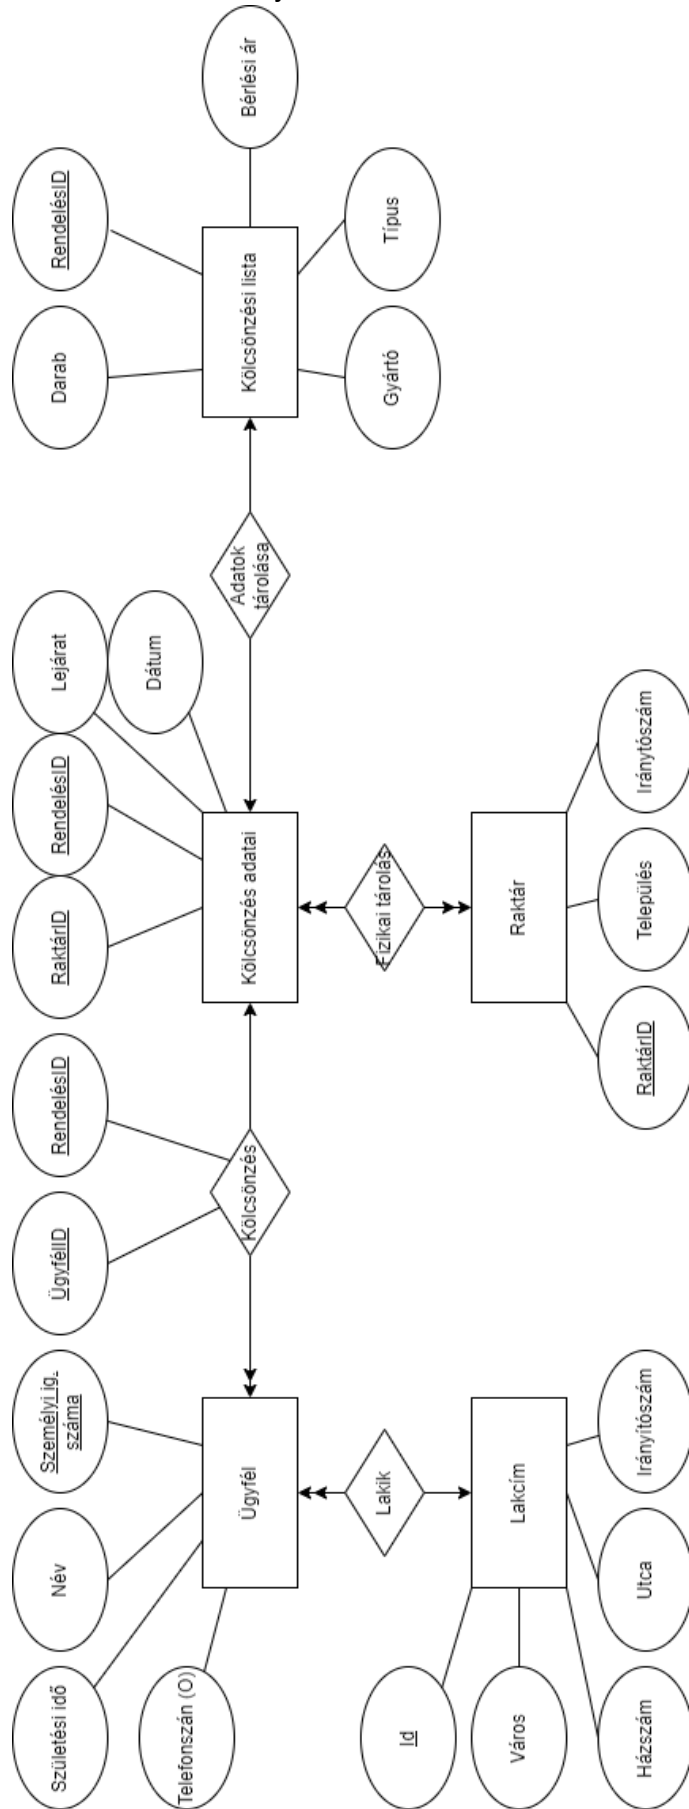 Születési idő
Név
Személyi ig.
száma
ÜgyfélID
RendelésID
RaktárID
RendelésID
Lejárat
Darab
RendelésID
Telefonszán (O)
Dátum
Ügyfél
Kölcsönzés
Kölcsönzés adatai
Adatok
tárolása
Kölcsönzési lista
Bérlési ár
Id
Lakik
Fizikai tárolás
Gyártó
Típus
Város
Lakcím
Raktár
Házszám
Utca
Irányítószám
RaktárID
Település
Iránytószám